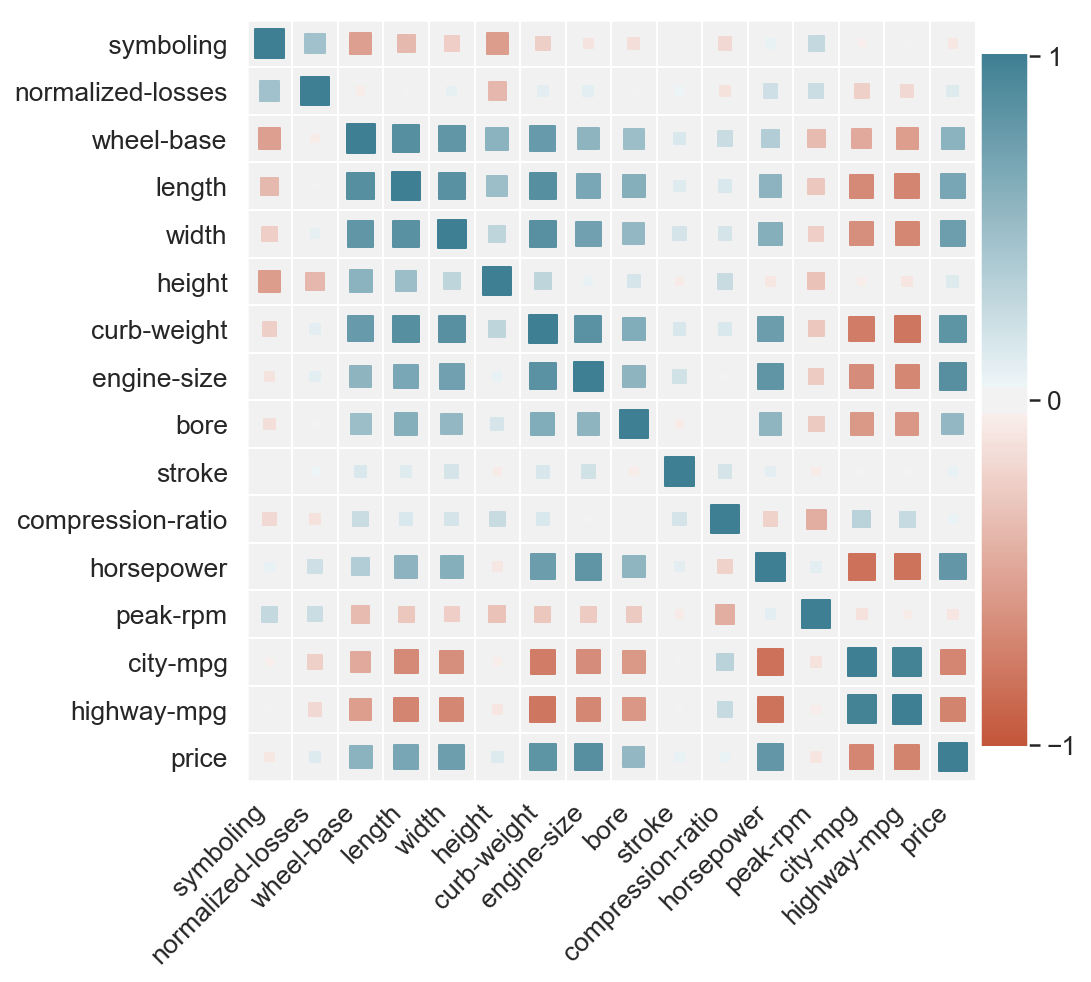 symboling
normalized-losses
wheel-base
length
width
height
curb-weight
engine-size
bore
stroke
compression-ratio
horsepower
peak-rpm
city-mpg
highway-mpg
price
symboling
normalized-losses
wheel-base
length
width
height
curb-weight
engine-size
bore
stroke
compression-ratio
horsepower
peak-rpm
city-mpg
highway-mpg
price
1
0
−1